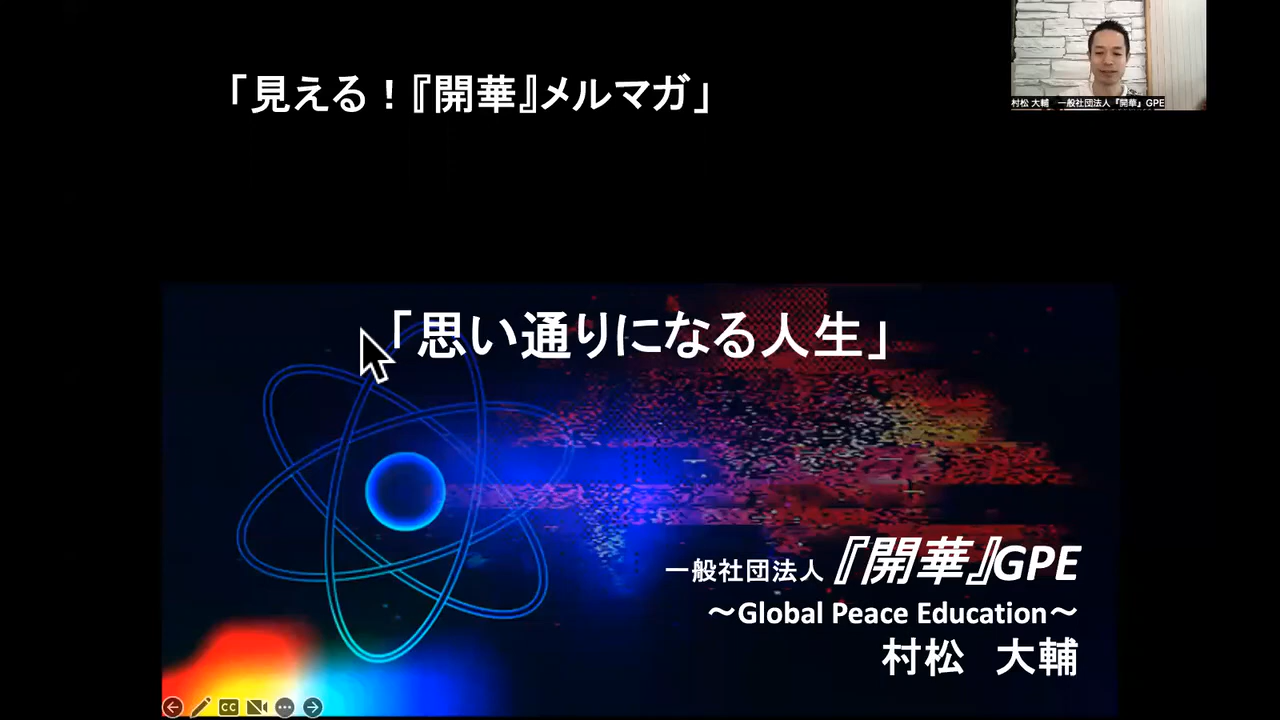 「見える！『開華』メルマガ」
村松 大輔　一般社団法人『開華』GPE
「思い通りになる人生」
一般社団法人『開華』GPE
～Global Peace Education～
村松　大輔
CC